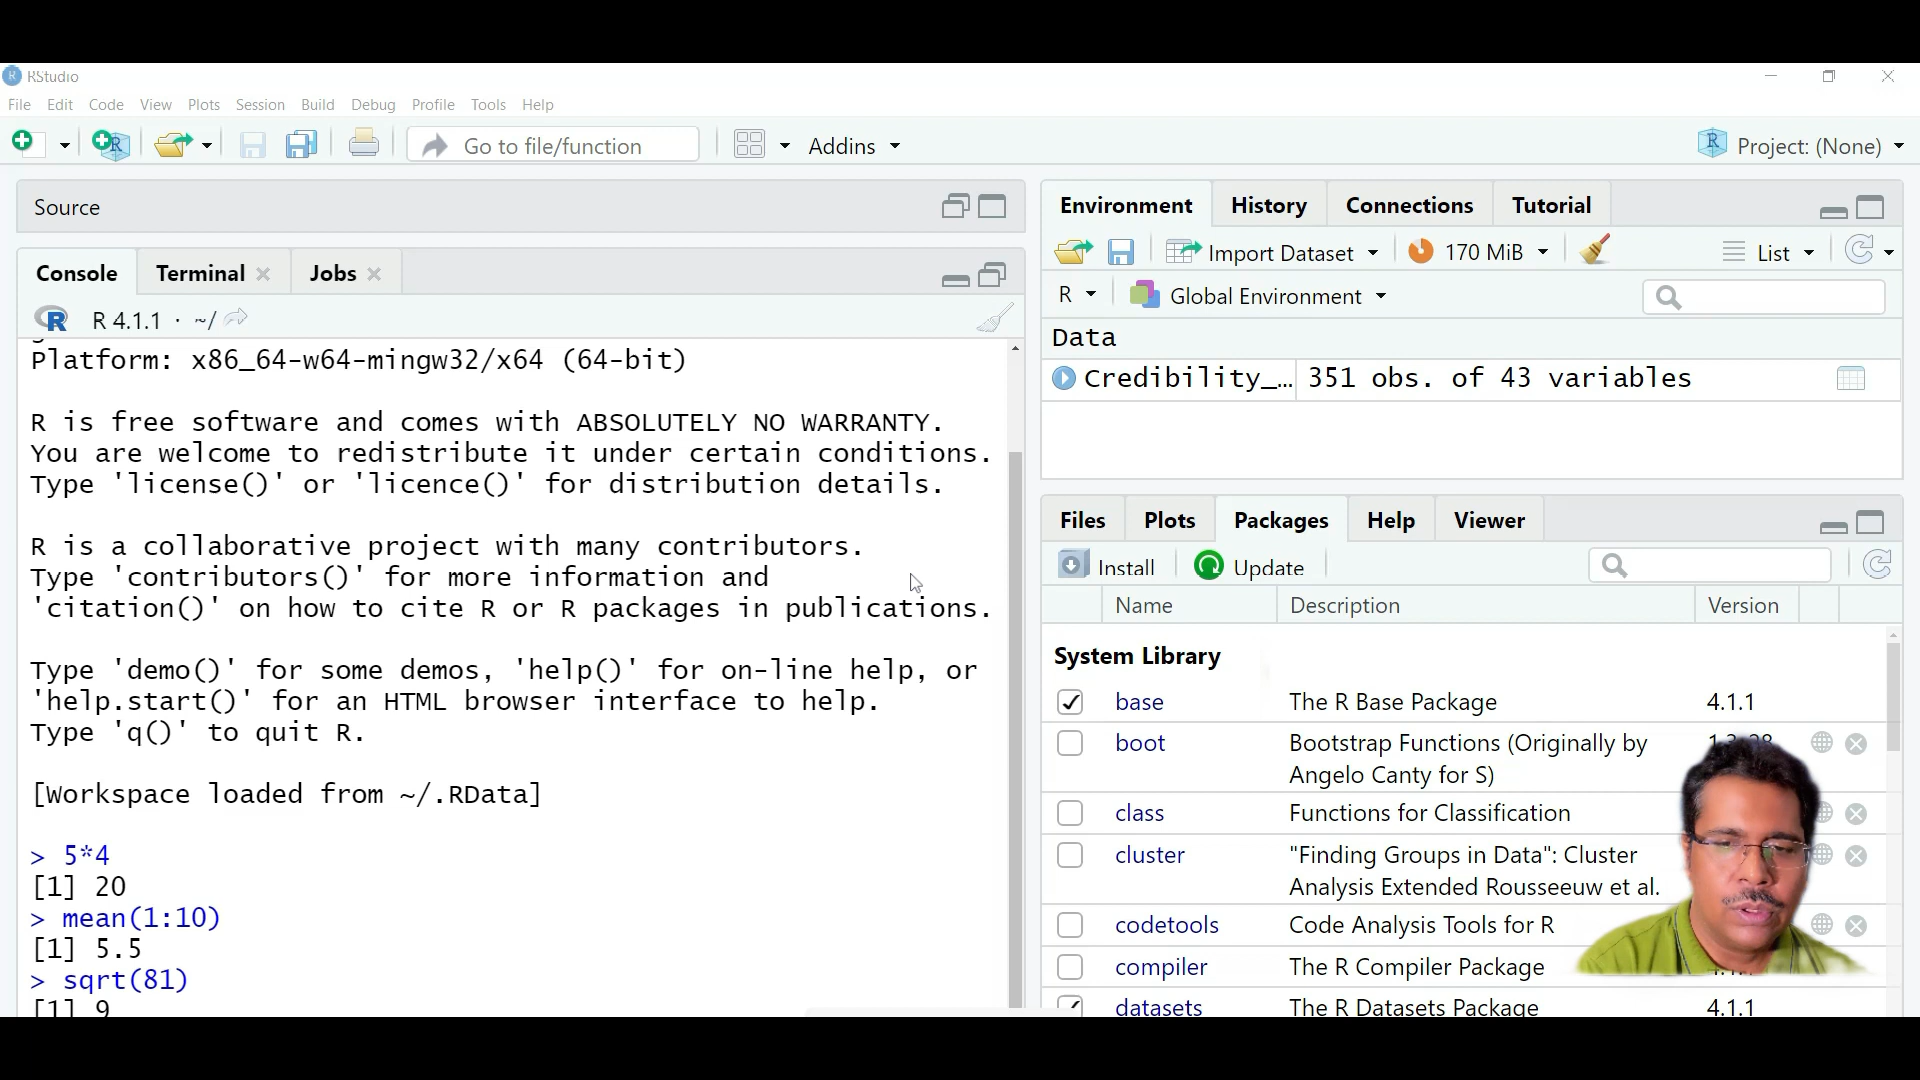 RStudio
File Edit Code View Plots Session Build Debug Profile Tools Help
Go to file/function Addins Project: (None)
Source
Console Terminal Jobs
R 4.1.1 · ~/
Platform: x86_64-w64-mingw32/x64 (64-bit)
R is free software and comes with ABSOLUTELY NO WARRANTY.
You are welcome to redistribute it under certain conditions.
Type 'license()' or 'licence()' for distribution details.
R is a collaborative project with many contributors.
Type 'contributors()' for more information and
'citation()' on how to cite R or R packages in publications.
Type 'demo()' for some demos, 'help()' for on-line help, or
'help.start()' for an HTML browser interface to help.
Type 'q()' to quit R.
[Workspace loaded from ~/.RData]
> 5*4
[1] 20
> mean(1:10)
[1] 5.5
> sqrt(81)
[1] 9
Environment History Connections Tutorial
Import Dataset 170 MiB List
R Global Environment
Data
Credibility_… 351 obs. of 43 variables
Files Plots Packages Help Viewer
Install Update
Name Description Version
System Library
base The R Base Package 4.1.1
boot Bootstrap Functions (Originally by
Angelo Canty for S)
class Functions for Classification
cluster "Finding Groups in Data": Cluster
Analysis Extended Rousseeuw et al.
codetools Code Analysis Tools for R
compiler The R Compiler Package
datasets The R Datasets Package 4.1.1